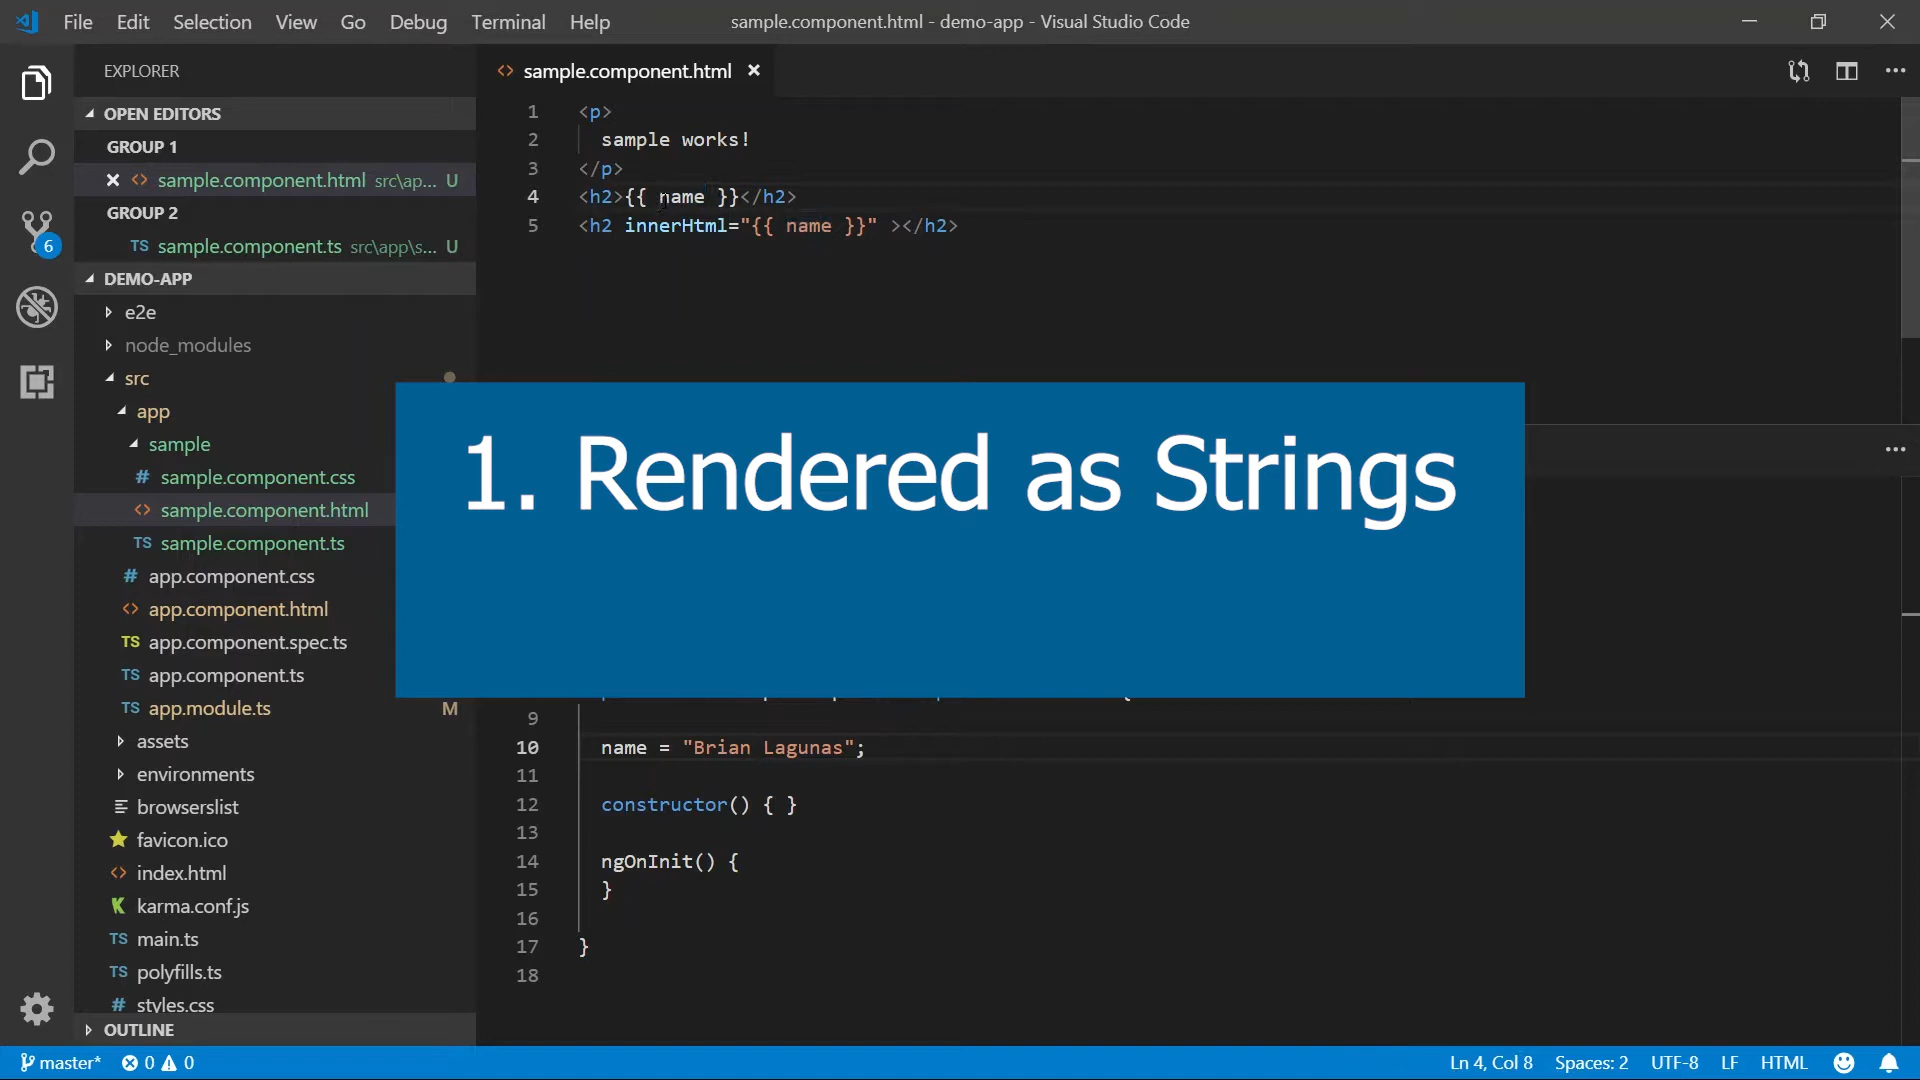 File Edit Selection View Go Debug Terminal Help
sample.component.html - demo-app - Visual Studio Code
EXPLORER
OPEN EDITORS
GROUP 1
sample.component.html src\ap... U
GROUP 2
TS sample.component.ts src\app\s... U
DEMO-APP
e2e
node_modules
src
app
sample
# sample.component.css
<> sample.component.html
TS sample.component.ts
# app.component.css
<> app.component.html
TS app.component.spec.ts
TS app.component.ts
TS app.module.ts M
assets
environments
browserslist
favicon.ico
<> index.html
karma.conf.js
TS main.ts
TS polyfills.ts
# styles.css
OUTLINE
6
<> sample.component.html
1 <p>
2 sample works!
3 </p>
4 <h2>{{ name }}</h2>
5 <h2 innerHtml="{{ name }}" ></h2>
1. Rendered as Strings
9
10 name = "Brian Lagunas";
11
12 constructor() { }
13
14 ngOnInit() {
15 }
16
17 }
18
master* 0 0
Ln 4, Col 8 Spaces: 2 UTF-8 LF HTML